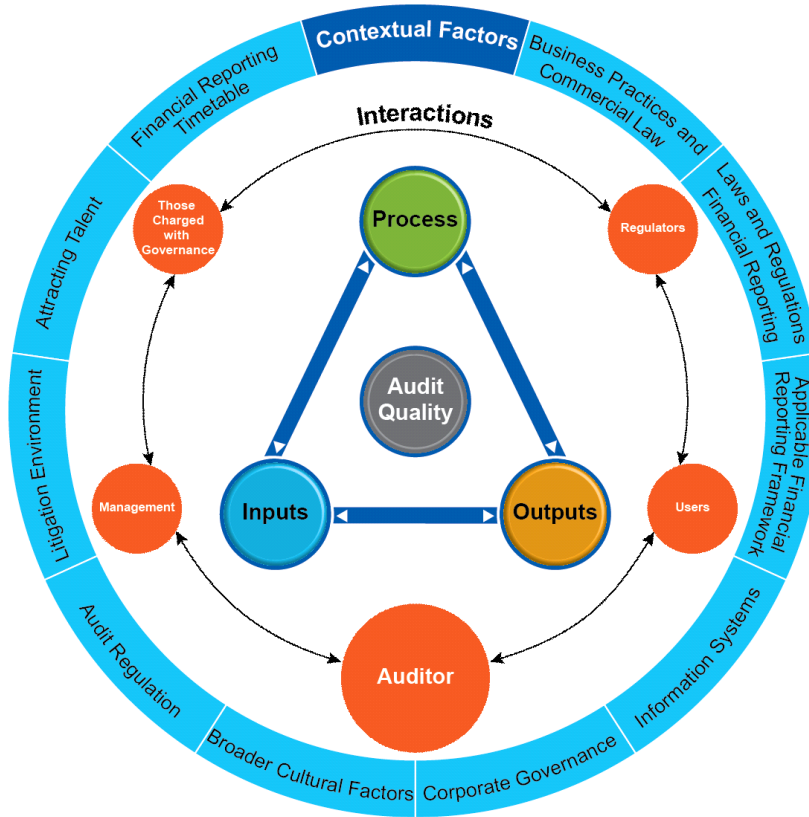 Contextual Factors
Business Practices and
Commercial Law
Laws and Regulations
Financial Reporting
Applicable Financial
Reporting Framework
Information Systems
Corporate Governance
Broader Cultural Factors
Audit Regulation
Litigation Environment
Attracting Talent
Financial Reporting
Timetable
Interactions
Those
Charged
with
Governance
Regulators
Management
Users
Auditor
Process
Audit
Quality
Inputs
Outputs